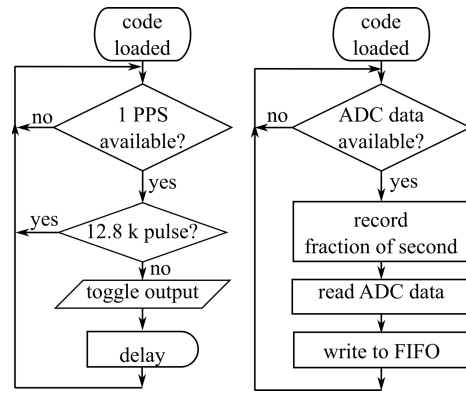 code
loaded
no
1 PPS
available?
yes
yes
12.8 k pulse?
no
toggle output
delay
code
loaded
no
ADC data
available?
yes
record
fraction of second
read ADC data
write to FIFO